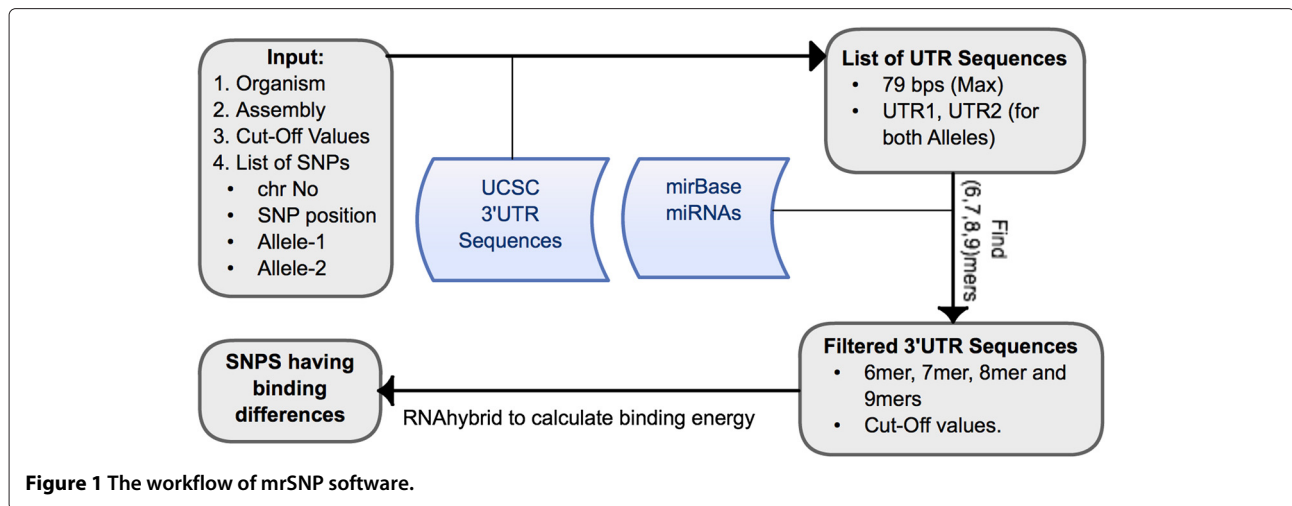 Input:
1. Organism
2. Assembly
3. Cut-Off Values
4. List of SNPs
• chr No
• SNP position
• Allele-1
• Allele-2
UCSC
3'UTR
Sequences
mirBase
miRNAs
List of UTR Sequences
• 79 bps (Max)
• UTR1, UTR2 (for
both Alleles)
Find
(6,7,8,9)mers
Filtered 3'UTR Sequences
• 6mer, 7mer, 8mer and
9mers
• Cut-Off values.
RNAhybrid to calculate binding energy
SNPS having
binding
differences
Figure 1 The workflow of mrSNP software.